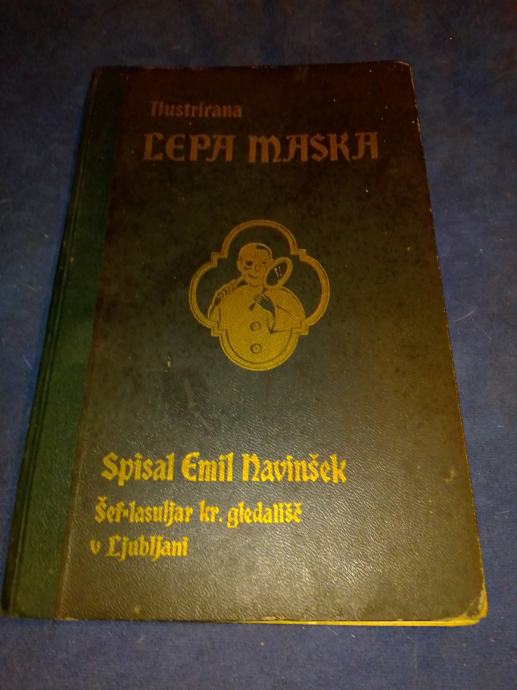 Ilustrirana
LEPA MASKA
Spisal Emil Navinšek
Šef-lasuljar kr. gledališč
v Ljubljani